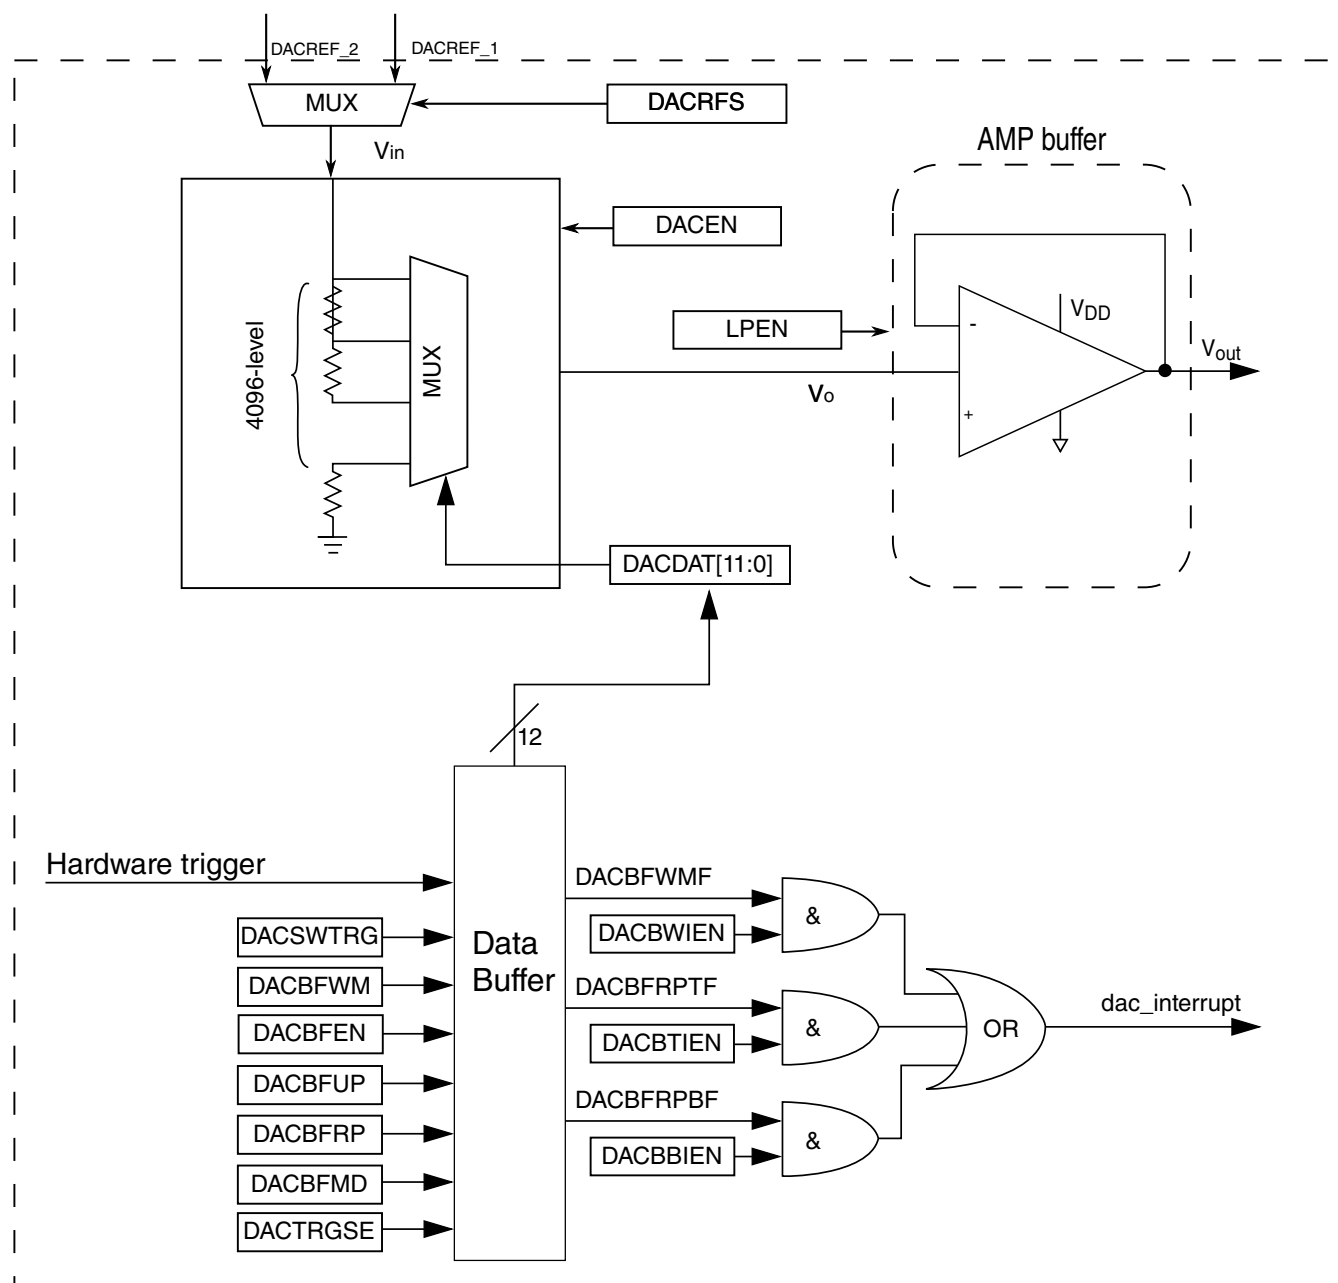 DACREF_2
DACREF_1
MUX
DACRFS
Vin
AMP buffer
DACEN
VDD
LPEN
-
4096-level
MUX
Vout
Vo
+
DACDAT[11:0]
12
Hardware trigger
DACBFWMF
&
DACSWTRG
DACBWIEN
Data
Buffer
DACBFWM
DACBFRPTF
DACBFEN
DACBTIEN
&
OR
dac_interrupt
DACBFUP
DACBFRPBF
DACBFRP
&
DACBBIEN
DACBFMD
DACTRGSE